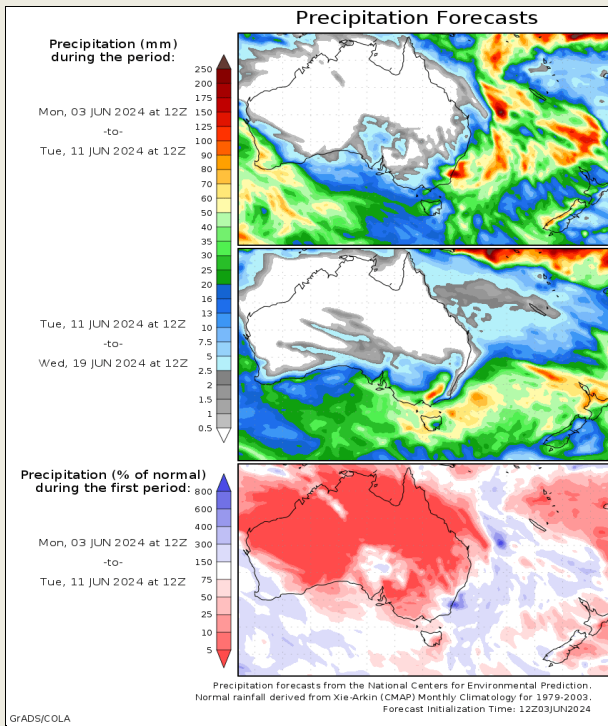 Precipitation Forecasts
Precipitation (mm)
during the period:
Mon, 03 JUN 2024 at 12Z
-to-
Tue, 11 JUN 2024 at 12Z
250
200
175
150
125
100
90
80
70
60
50
40
35
30
25
20
16
13
10
7.5
5
2.5
2
1.5
1
0.5
Tue, 11 JUN 2024 at 12Z
-to-
Wed, 19 JUN 2024 at 12Z
Precipitation (% of normal)
during the first period:
Mon, 03 JUN 2024 at 12Z
-to-
Tue, 11 JUN 2024 at 12Z
800
600
400
300
150
75
50
25
10
5
Precipitation forecasts from the National Centers for Environmental Prediction.
Normal rainfall derived from Xie-Arkin (CMAP) Monthly Climatology for 1979-2003.
Forecast Initialization Time: 12Z03JUN2024
GrADS/COLA